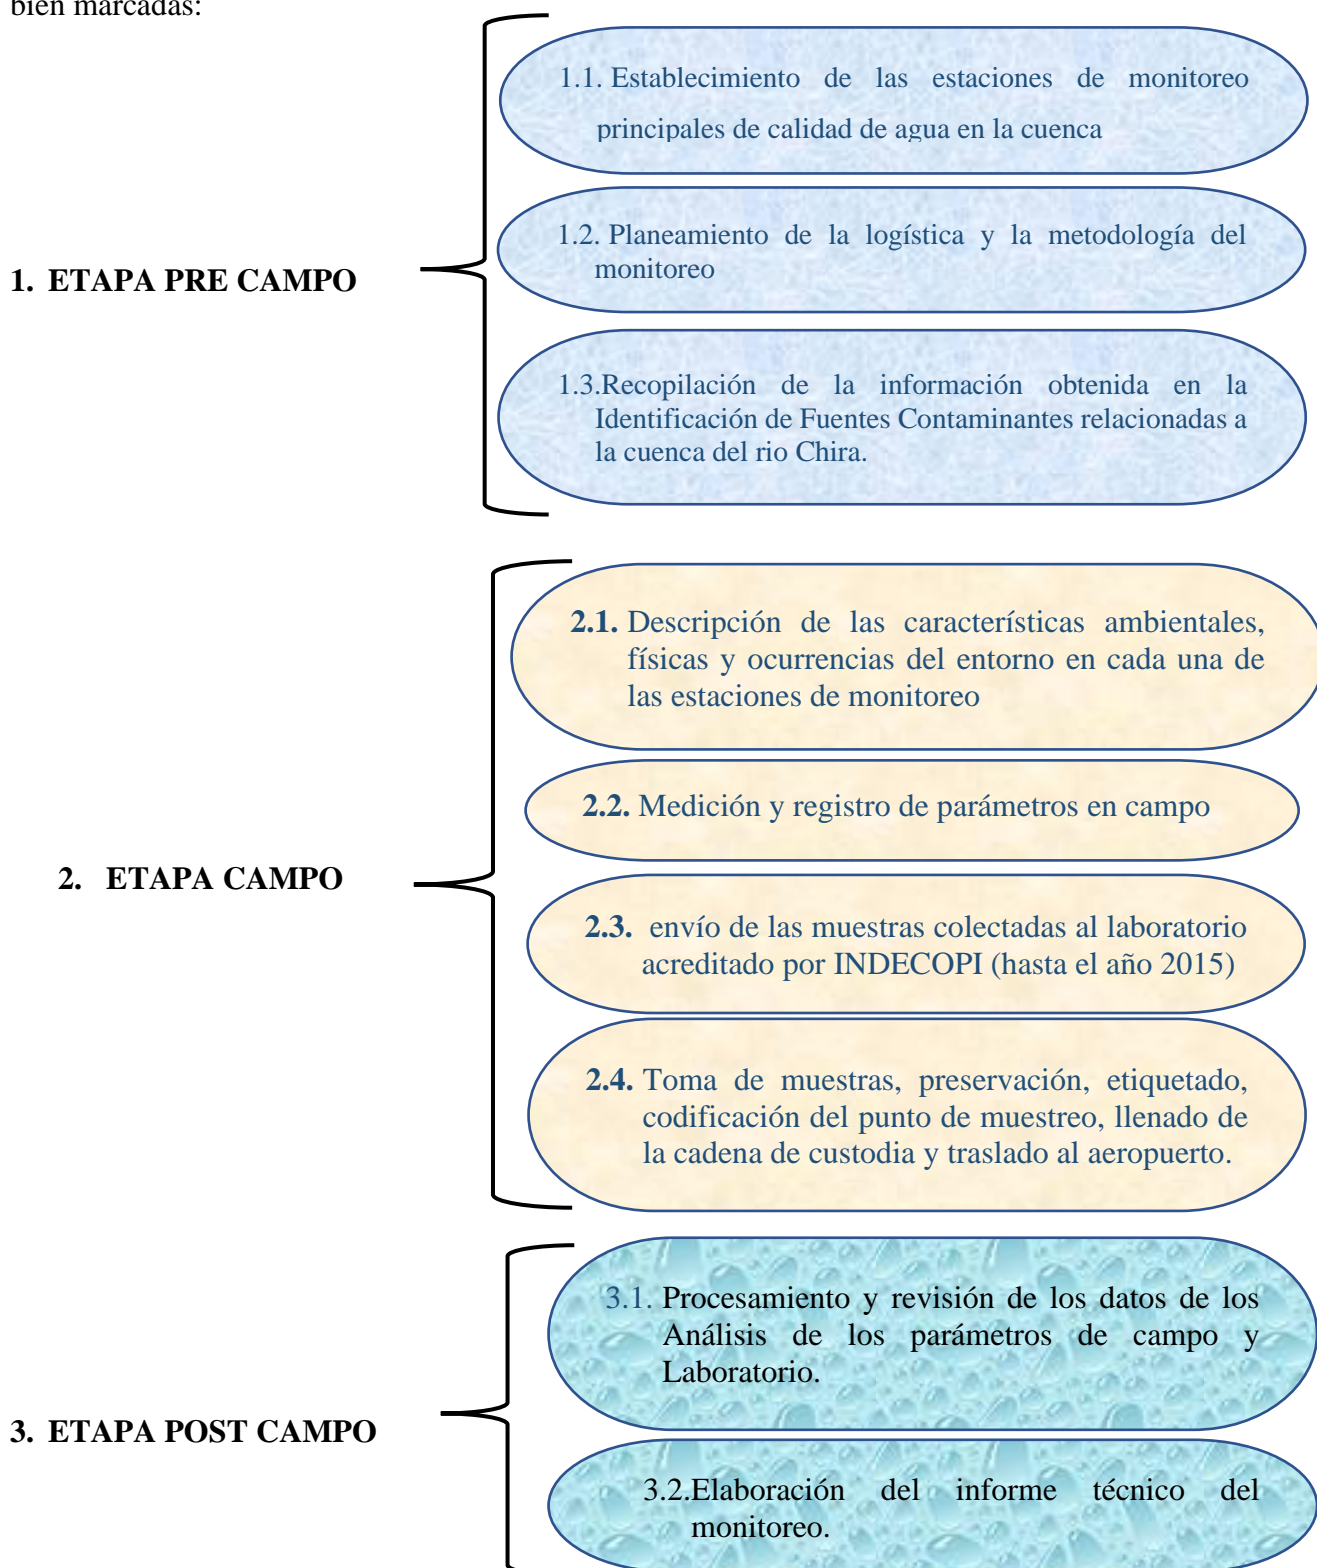 bien marcadas:
1. ETAPA PRE CAMPO
1.1. Establecimiento de las estaciones de monitoreo
principales de calidad de agua en la cuenca
1.2. Planeamiento de la logística y la metodología del
monitoreo
1.3.Recopilación de la información obtenida en la
Identificación de Fuentes Contaminantes relacionadas a
la cuenca del rio Chira.
2. ETAPA CAMPO
2.1. Descripción de las características ambientales,
físicas y ocurrencias del entorno en cada una de
las estaciones de monitoreo
2.2. Medición y registro de parámetros en campo
2.3. envío de las muestras colectadas al laboratorio
acreditado por INDECOPI (hasta el año 2015)
2.4. Toma de muestras, preservación, etiquetado,
codificación del punto de muestreo, llenado de
la cadena de custodia y traslado al aeropuerto.
3. ETAPA POST CAMPO
3.1. Procesamiento y revisión de los datos de los
Análisis de los parámetros de campo y
Laboratorio.
3.2.Elaboración del informe técnico del
monitoreo.